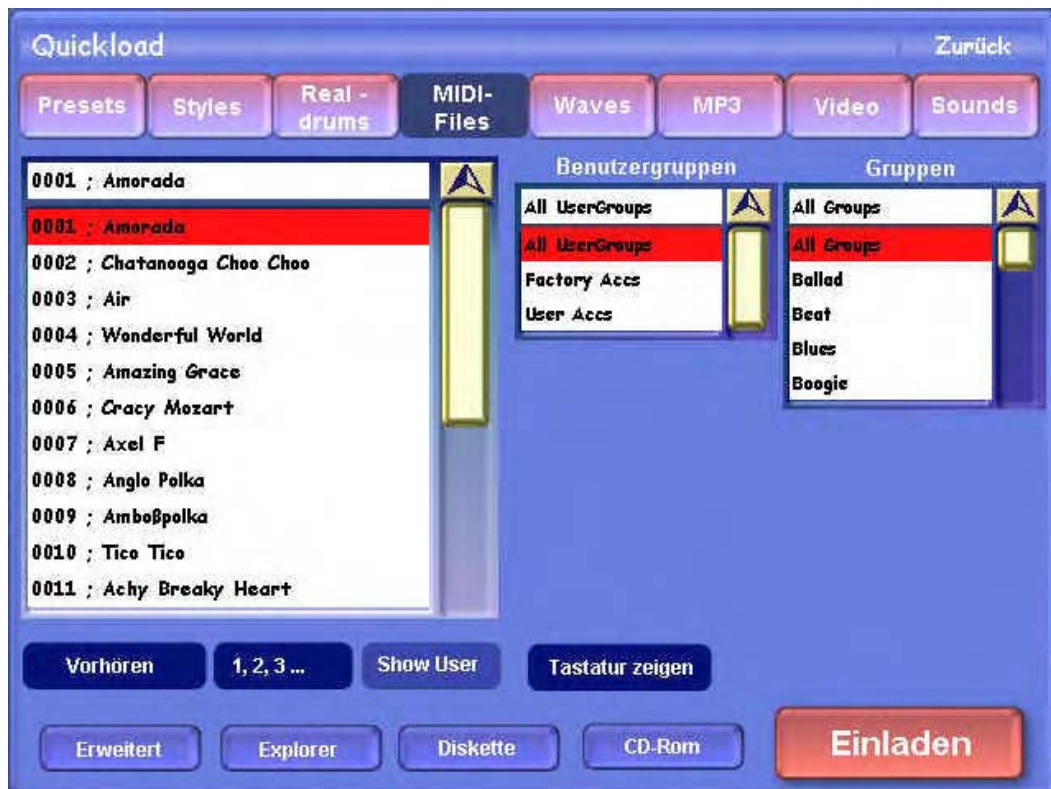 Quickload
Zurück
Presets
Styles
Real -
drums
MIDI-
Files
Waves
MP3
Video
Sounds
0001 ; Amorada
0001 ; Amorada
0002 ; Chatanooga Choo Choo
0003 ; Air
0004 ; Wonderful World
0005 ; Amazing Grace
0006 ; Cracy Mozart
0007 ; Axel F
0008 ; Anglo Polka
0009 ; Amboßpolka
0010 ; Tico Tico
0011 ; Achy Breaky Heart
Benutzergruppen
All UserGroups
All UserGroups
Factory Accs
User Accs
Gruppen
All Groups
All Groups
Ballad
Beat
Blues
Boogie
Vorhören
1, 2, 3 ...
Show User
Tastatur zeigen
Erweitert
Explorer
Diskette
CD-Rom
Einladen